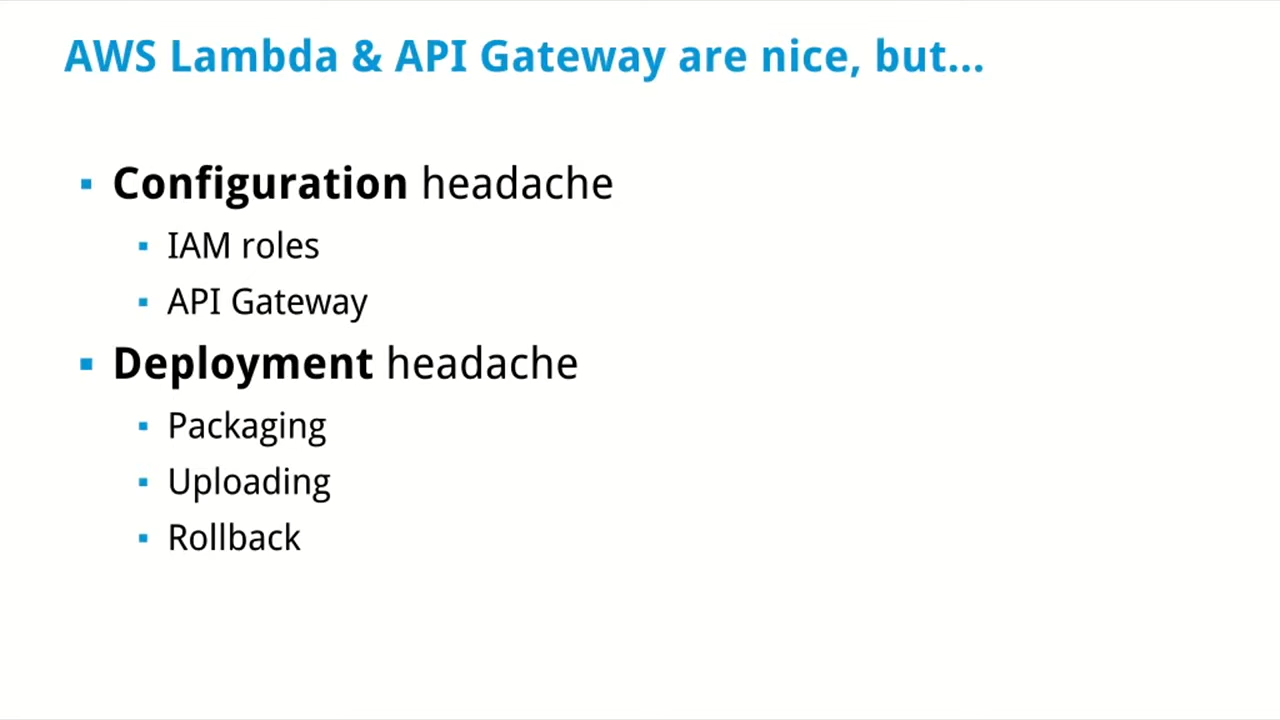 AWS Lambda & API Gateway are nice, but...
Configuration headache
IAM roles
API Gateway
Deployment headache
Packaging
Uploading
Rollback